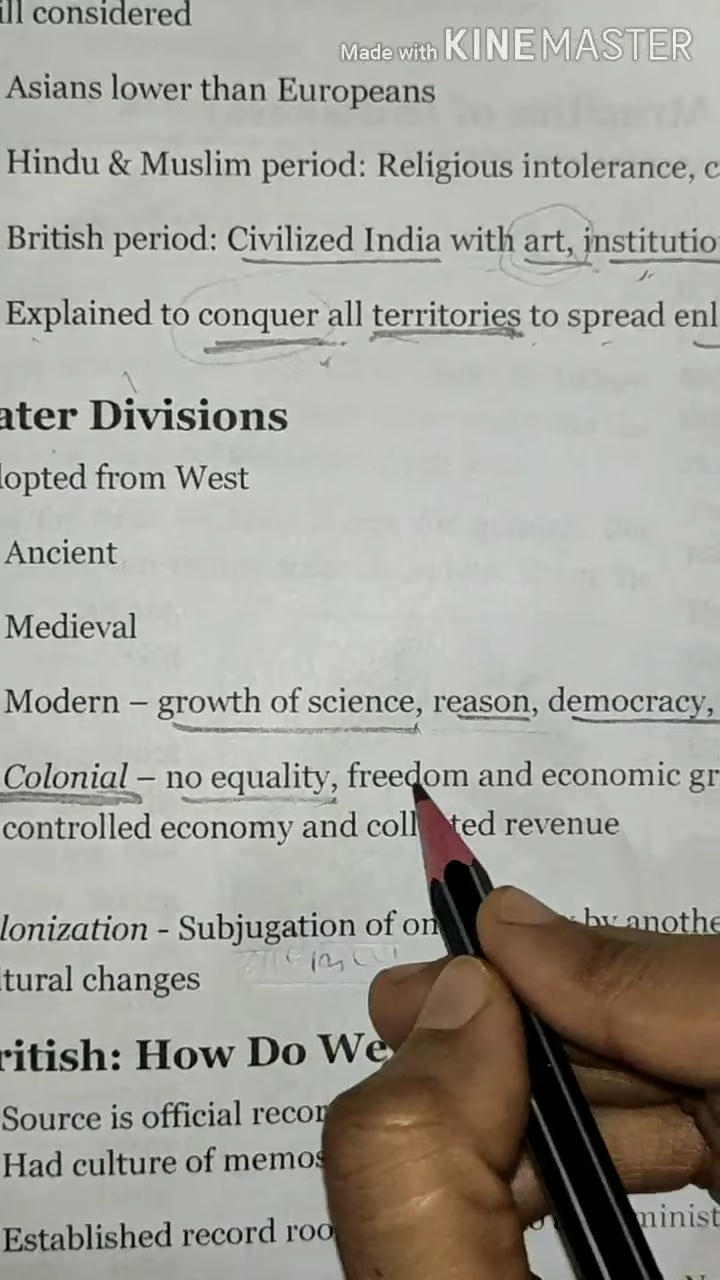 ill considered
Made with KINEMASTER
Asians lower than Europeans
Hindu & Muslim period: Religious intolerance, c
British period: Civilized India with art, institutio
Explained to conquer all territories to spread enl
ater Divisions
lopted from West
Ancient
Medieval
Modern – growth of science, reason, democracy,
Colonial – no equality, freedom and economic gr
controlled economy and coll ted revenue
lonization - Subjugation of on by anothe
tural changes
ritish: How Do We
Source is official recor
Had culture of memos
Established record roo minist